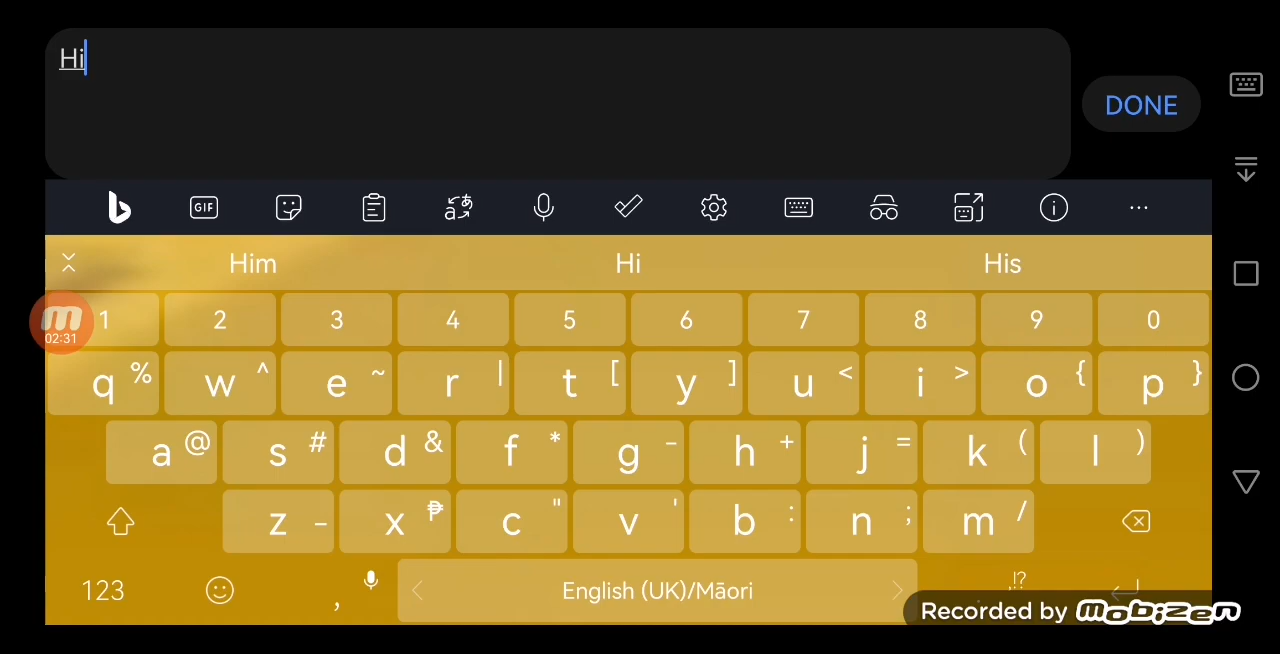 Hi
DONE
GIF
Him Hi His
1 2 3 4 5 6 7 8 9 0
02:31
q % w ^ e ~ r | t [ y ] u < i > o { p }
a @ s # d & f * g - h + j = k ( l )
z _ x ₱ c " v ' b : n ; m /
123 , English (UK)/Māori ,!?
Recorded by mobizen